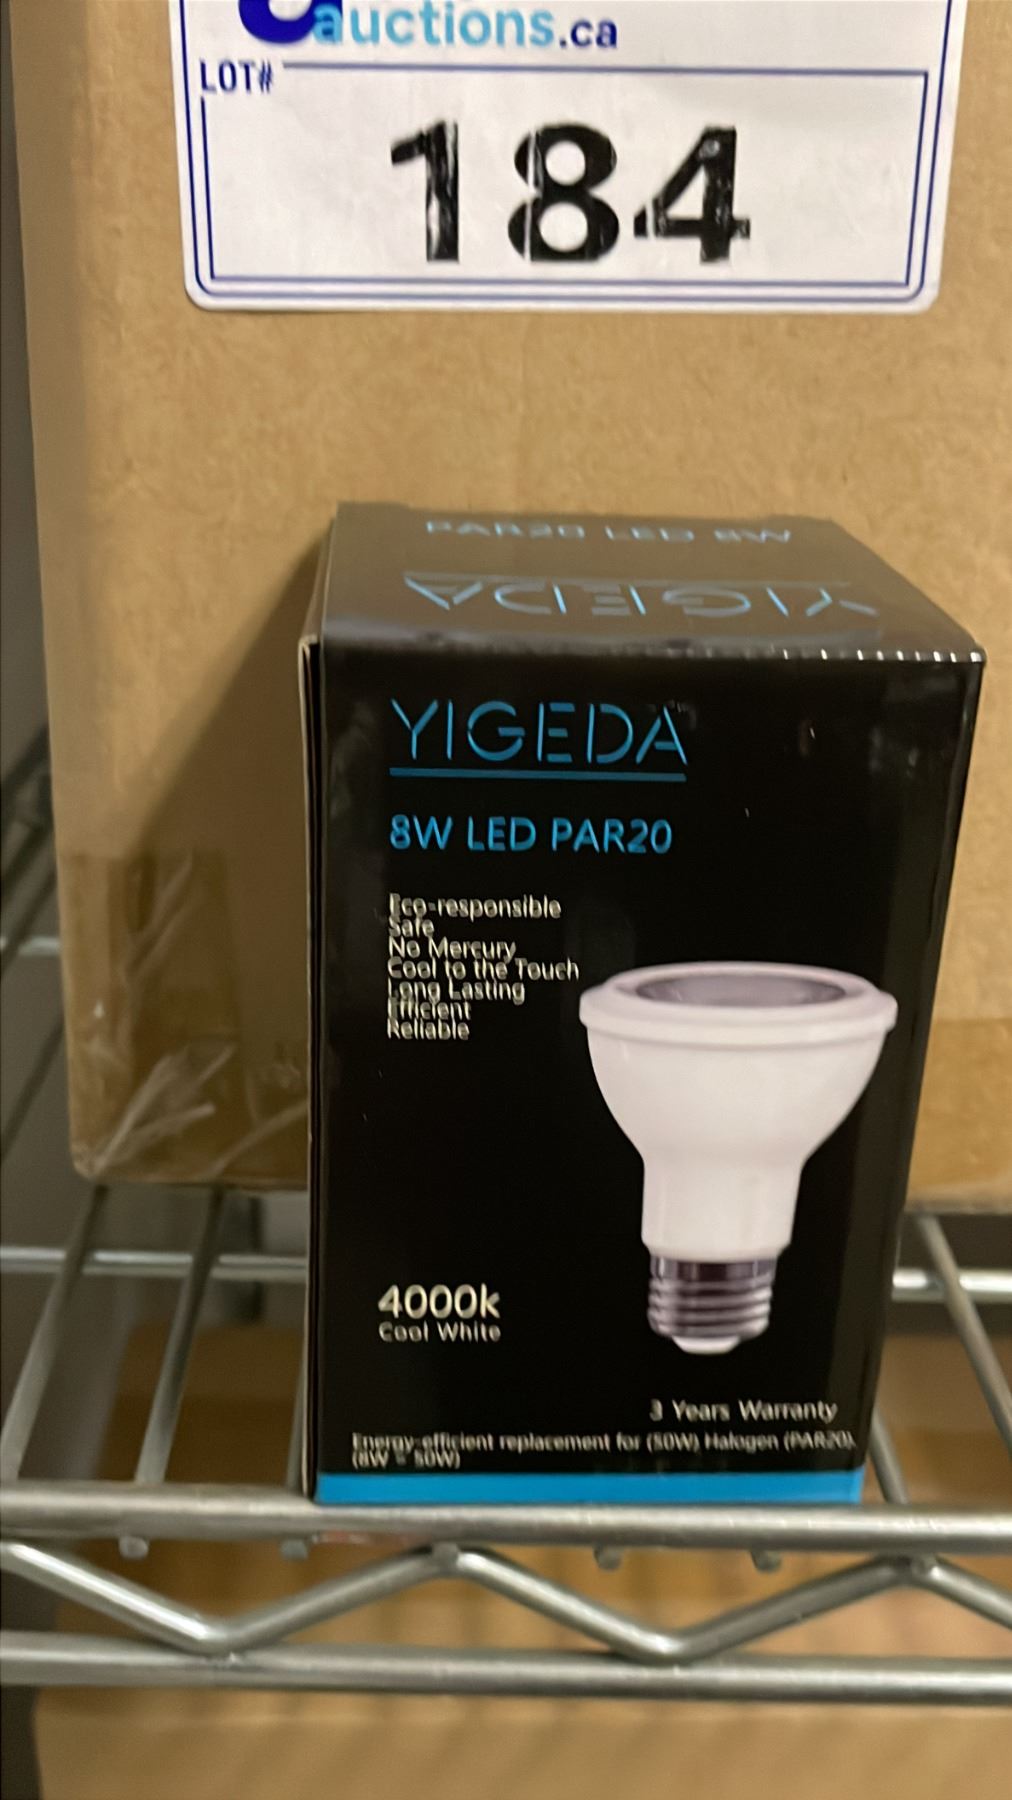 auctions.ca
LOT#
184
PAR20 LED 8W
YIGEDA
YIGEDA
8W LED PAR20
Eco-responsible
Safe
No Mercury
Cool to the Touch
Long Lasting
Efficient
Reliable
4000k
Cool White
3 Years Warranty
Energy-efficient replacement for (50W) Halogen (PAR20).
(8W = 50W)